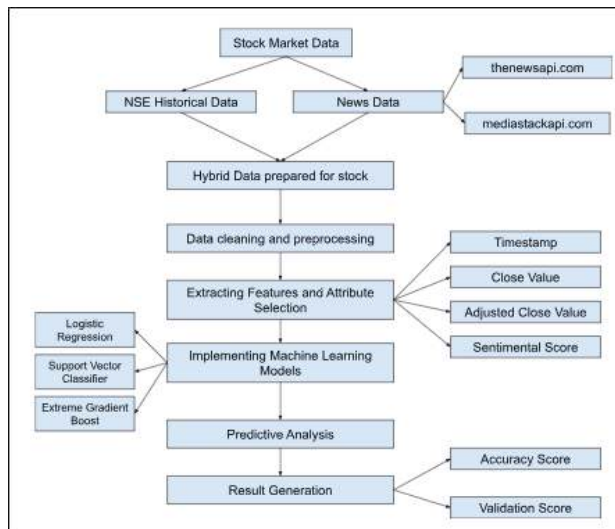 Stock Market Data
thenewsapi.com
NSE Historical Data
News Data
mediastackapi.com
Hybrid Data prepared for stock
Data cleaning and preprocessing
Timestamp
Close Value
Extracting Features and Attribute
Selection
Adjusted Close Value
Sentimental Score
Logistic
Regression
Implementing Machine Learning
Models
Support Vector
Classifier
Extreme Gradient
Boost
Predictive Analysis
Accuracy Score
Result Generation
Validation Score